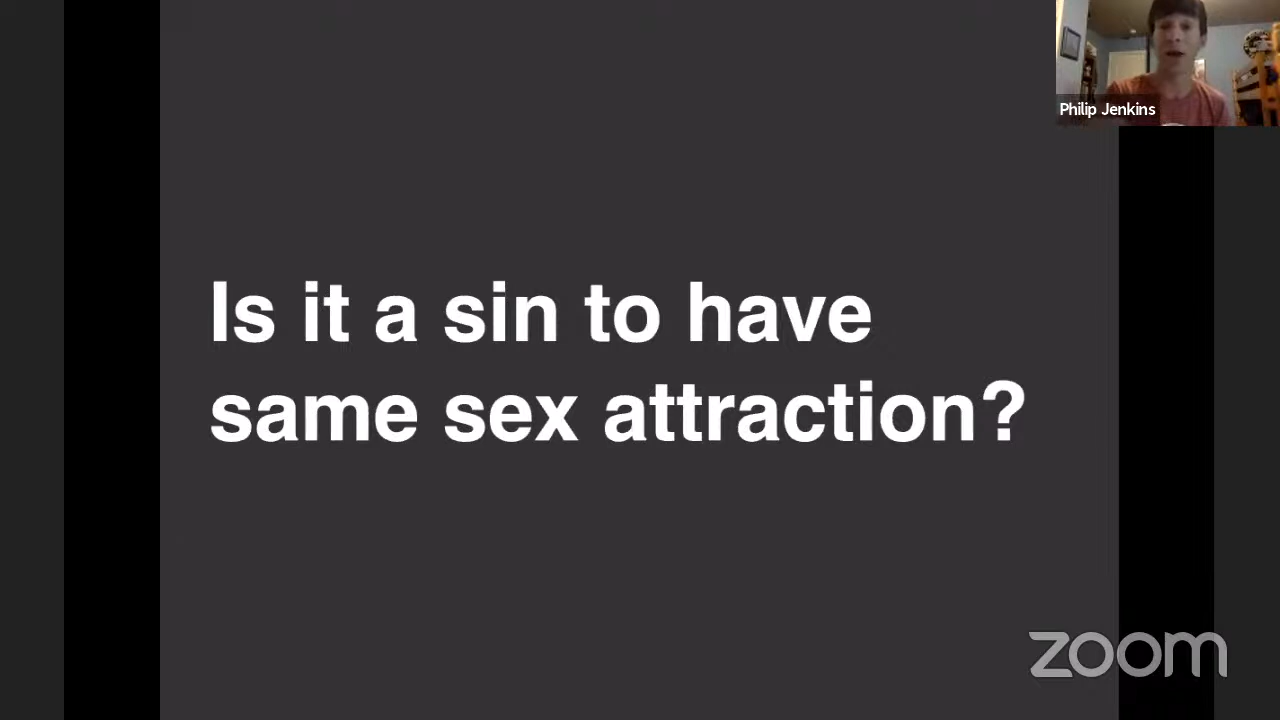 Philip Jenkins
Is it a sin to have
same sex attraction?
zoom